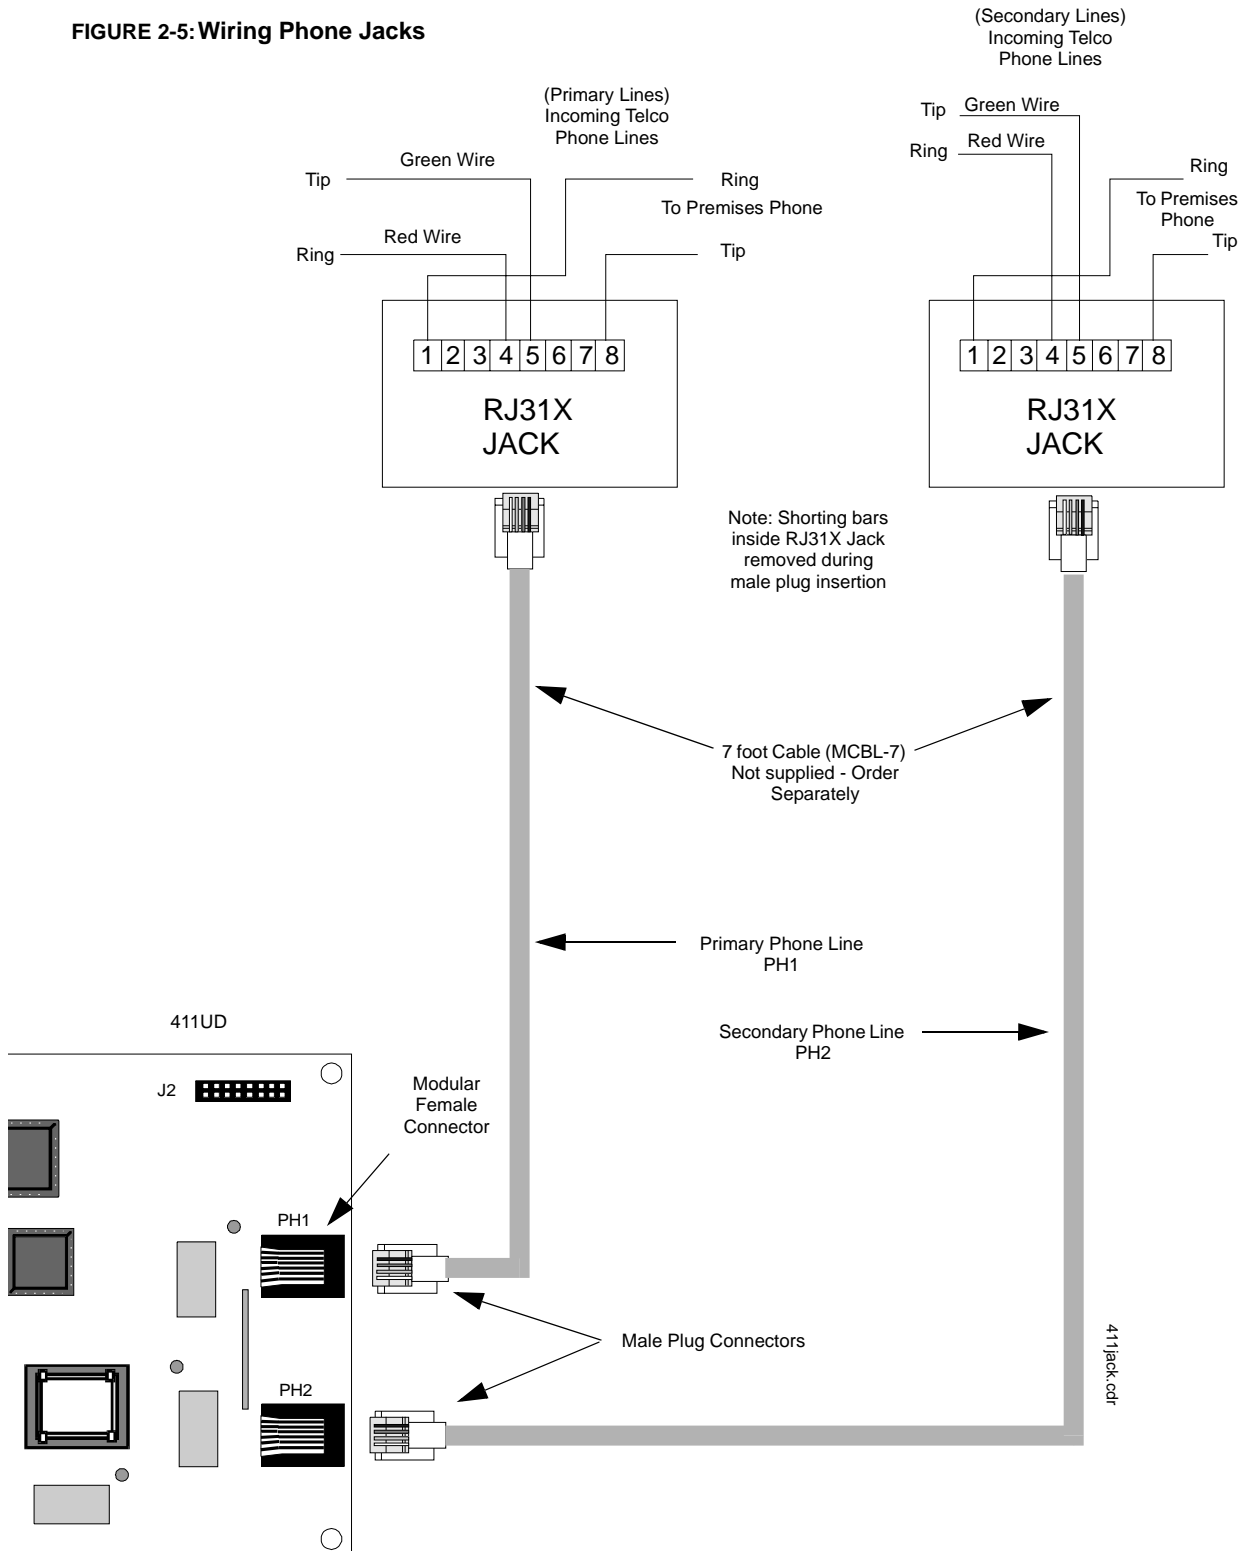 FIGURE 2-5: Wiring Phone Jacks
(Secondary Lines)
Incoming Telco
Phone Lines
(Primary Lines)
Incoming Telco
Phone Lines
Tip
Green Wire
Ring
Red Wire
Tip
Green Wire
Ring
To Premises Phone
Ring
Red Wire
Tip
Ring
To Premises
Phone
Tip
1 2 3 4 5 6 7 8
RJ31X
JACK
1 2 3 4 5 6 7 8
RJ31X
JACK
Note: Shorting bars
inside RJ31X Jack
removed during
male plug insertion
7 foot Cable (MCBL-7)
Not supplied - Order
Separately
Primary Phone Line
PH1
Secondary Phone Line
PH2
411UD
J2
Modular
Female
Connector
PH1
Male Plug Connectors
PH2
411jack.cdr